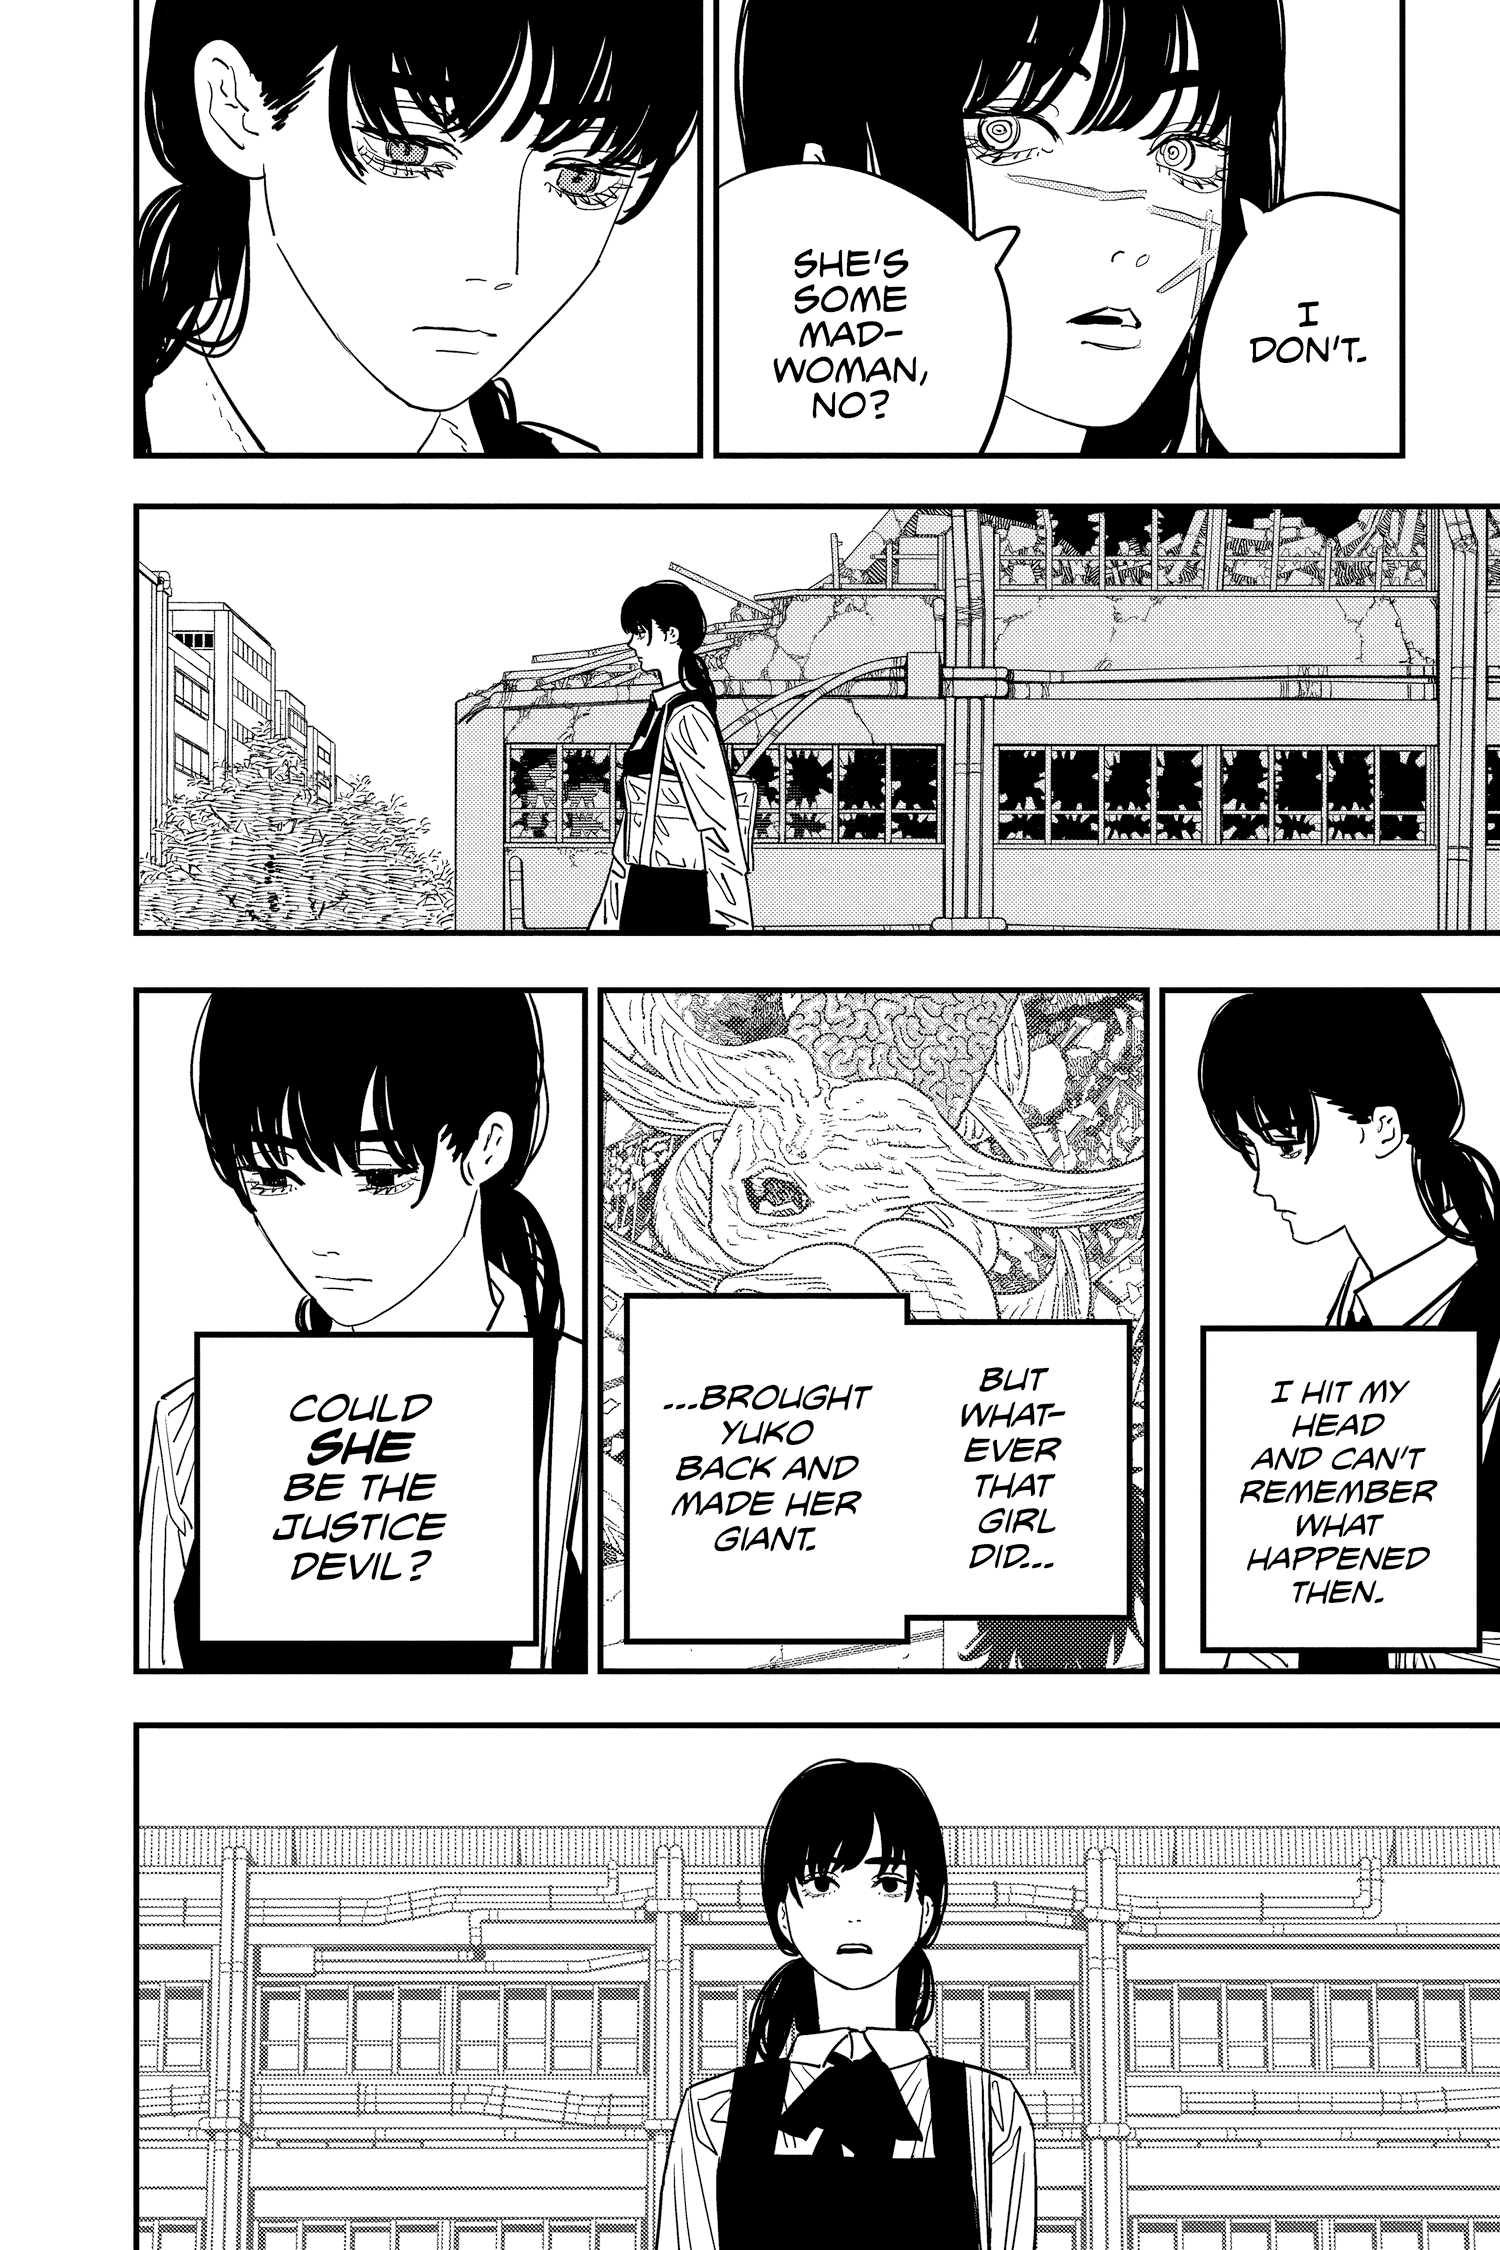 I
DON'T.
SHE'S
SOME
MAD-
WOMAN,
NO?
I HIT MY
HEAD
AND CAN'T
REMEMBER
WHAT
HAPPENED
THEN.
BUT
WHAT-
EVER
THAT
GIRL
DID...
...BROUGHT
YUKO
BACK AND
MADE HER
GIANT.
COULD
SHE
BE THE
JUSTICE
DEVIL?